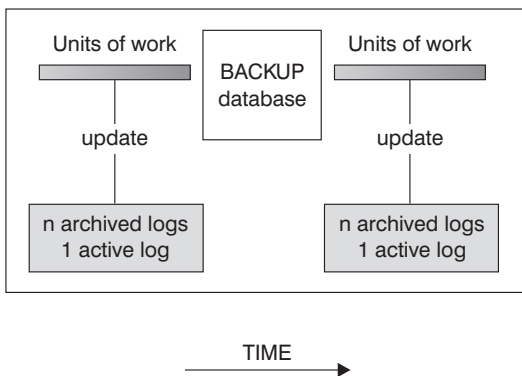 Units of work
BACKUP
database
Units of work
update
update
n archived logs
1 active log
n archived logs
1 active log
TIME